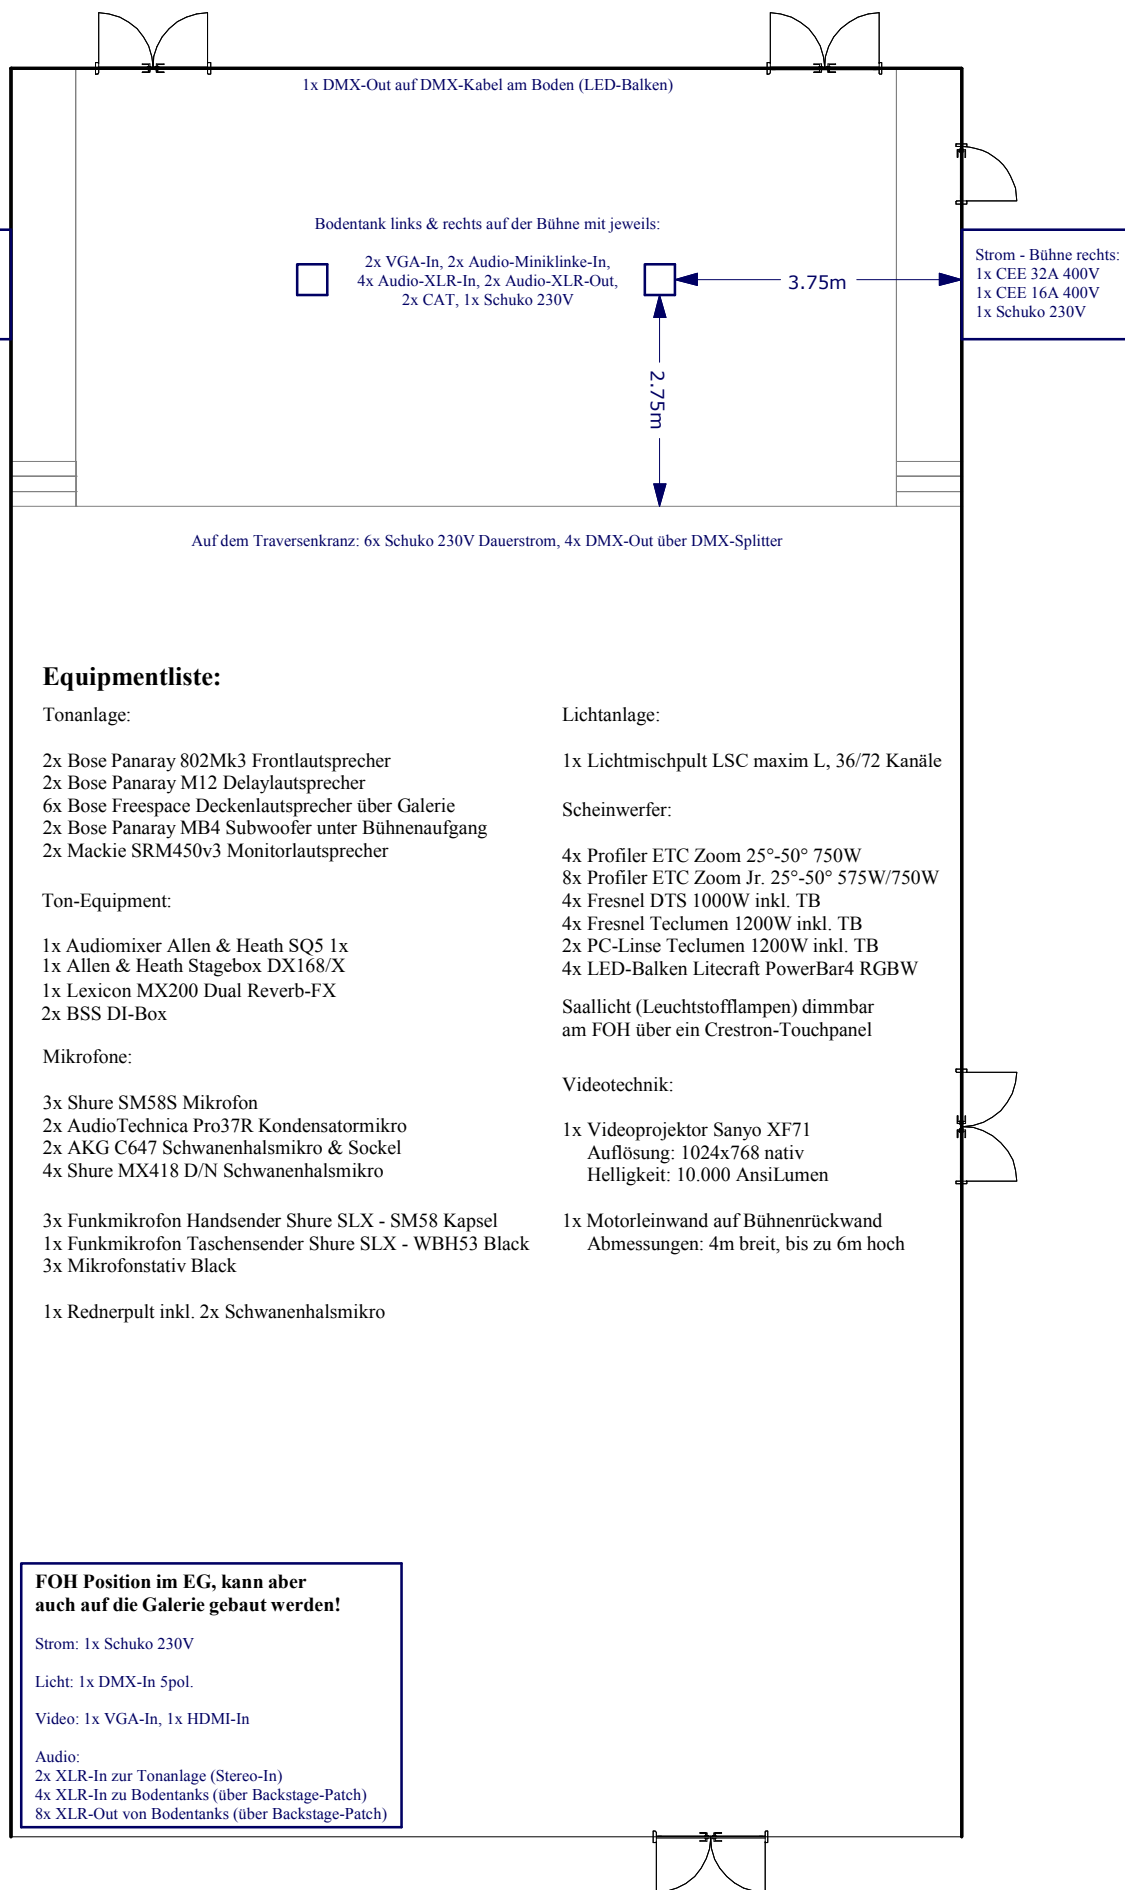 1x DMX-Out auf DMX-Kabel am Boden (LED-Balken)
Bodentank links & rechts auf der Bühne mit jeweils:
2x VGA-In, 2x Audio-Miniklinke-In,
4x Audio-XLR-In, 2x Audio-XLR-Out,
2x CAT, 1x Schuko 230V
3.75m
Strom - Bühne rechts:
1x CEE 32A 400V
1x CEE 16A 400V
1x Schuko 230V
2.75m
Auf dem Traversenkranz: 6x Schuko 230V Dauerstrom, 4x DMX-Out über DMX-Splitter
Equipmentliste:
Tonanlage:
2x Bose Panaray 802Mk3 Frontlautsprecher
2x Bose Panaray M12 Delaylautsprecher
6x Bose Freespace Deckenlautsprecher über Galerie
2x Bose Panaray MB4 Subwoofer unter Bühnenaufgang
2x Mackie SRM450v3 Monitorlautsprecher
Ton-Equipment:
1x Audiomixer Allen & Heath SQ5 1x
1x Allen & Heath Stagebox DX168/X
1x Lexicon MX200 Dual Reverb-FX
2x BSS DI-Box
Mikrofone:
3x Shure SM58S Mikrofon
2x AudioTechnica Pro37R Kondensatormikro
2x AKG C647 Schwanenhalsmikro & Sockel
4x Shure MX418 D/N Schwanenhalsmikro
3x Funkmikrofon Handsender Shure SLX - SM58 Kapsel
1x Funkmikrofon Taschensender Shure SLX - WBH53 Black
3x Mikrofonstativ Black
1x Rednerpult inkl. 2x Schwanenhalsmikro
Lichtanlage:
1x Lichtmischpult LSC maxim L, 36/72 Kanäle
Scheinwerfer:
4x Profiler ETC Zoom 25°-50° 750W
8x Profiler ETC Zoom Jr. 25°-50° 575W/750W
4x Fresnel DTS 1000W inkl. TB
4x Fresnel Teclumen 1200W inkl. TB
2x PC-Linse Teclumen 1200W inkl. TB
4x LED-Balken Litecraft PowerBar4 RGBW
Saallicht (Leuchtstofflampen) dimmbar
am FOH über ein Crestron-Touchpanel
Videotechnik:
1x Videoprojektor Sanyo XF71
Auflösung: 1024x768 nativ
Helligkeit: 10.000 AnsiLumen
1x Motorleinwand auf Bühnenrückwand
Abmessungen: 4m breit, bis zu 6m hoch
FOH Position im EG, kann aber
auch auf die Galerie gebaut werden!
Strom: 1x Schuko 230V
Licht: 1x DMX-In 5pol.
Video: 1x VGA-In, 1x HDMI-In
Audio:
2x XLR-In zur Tonanlage (Stereo-In)
4x XLR-In zu Bodentanks (über Backstage-Patch)
8x XLR-Out von Bodentanks (über Backstage-Patch)